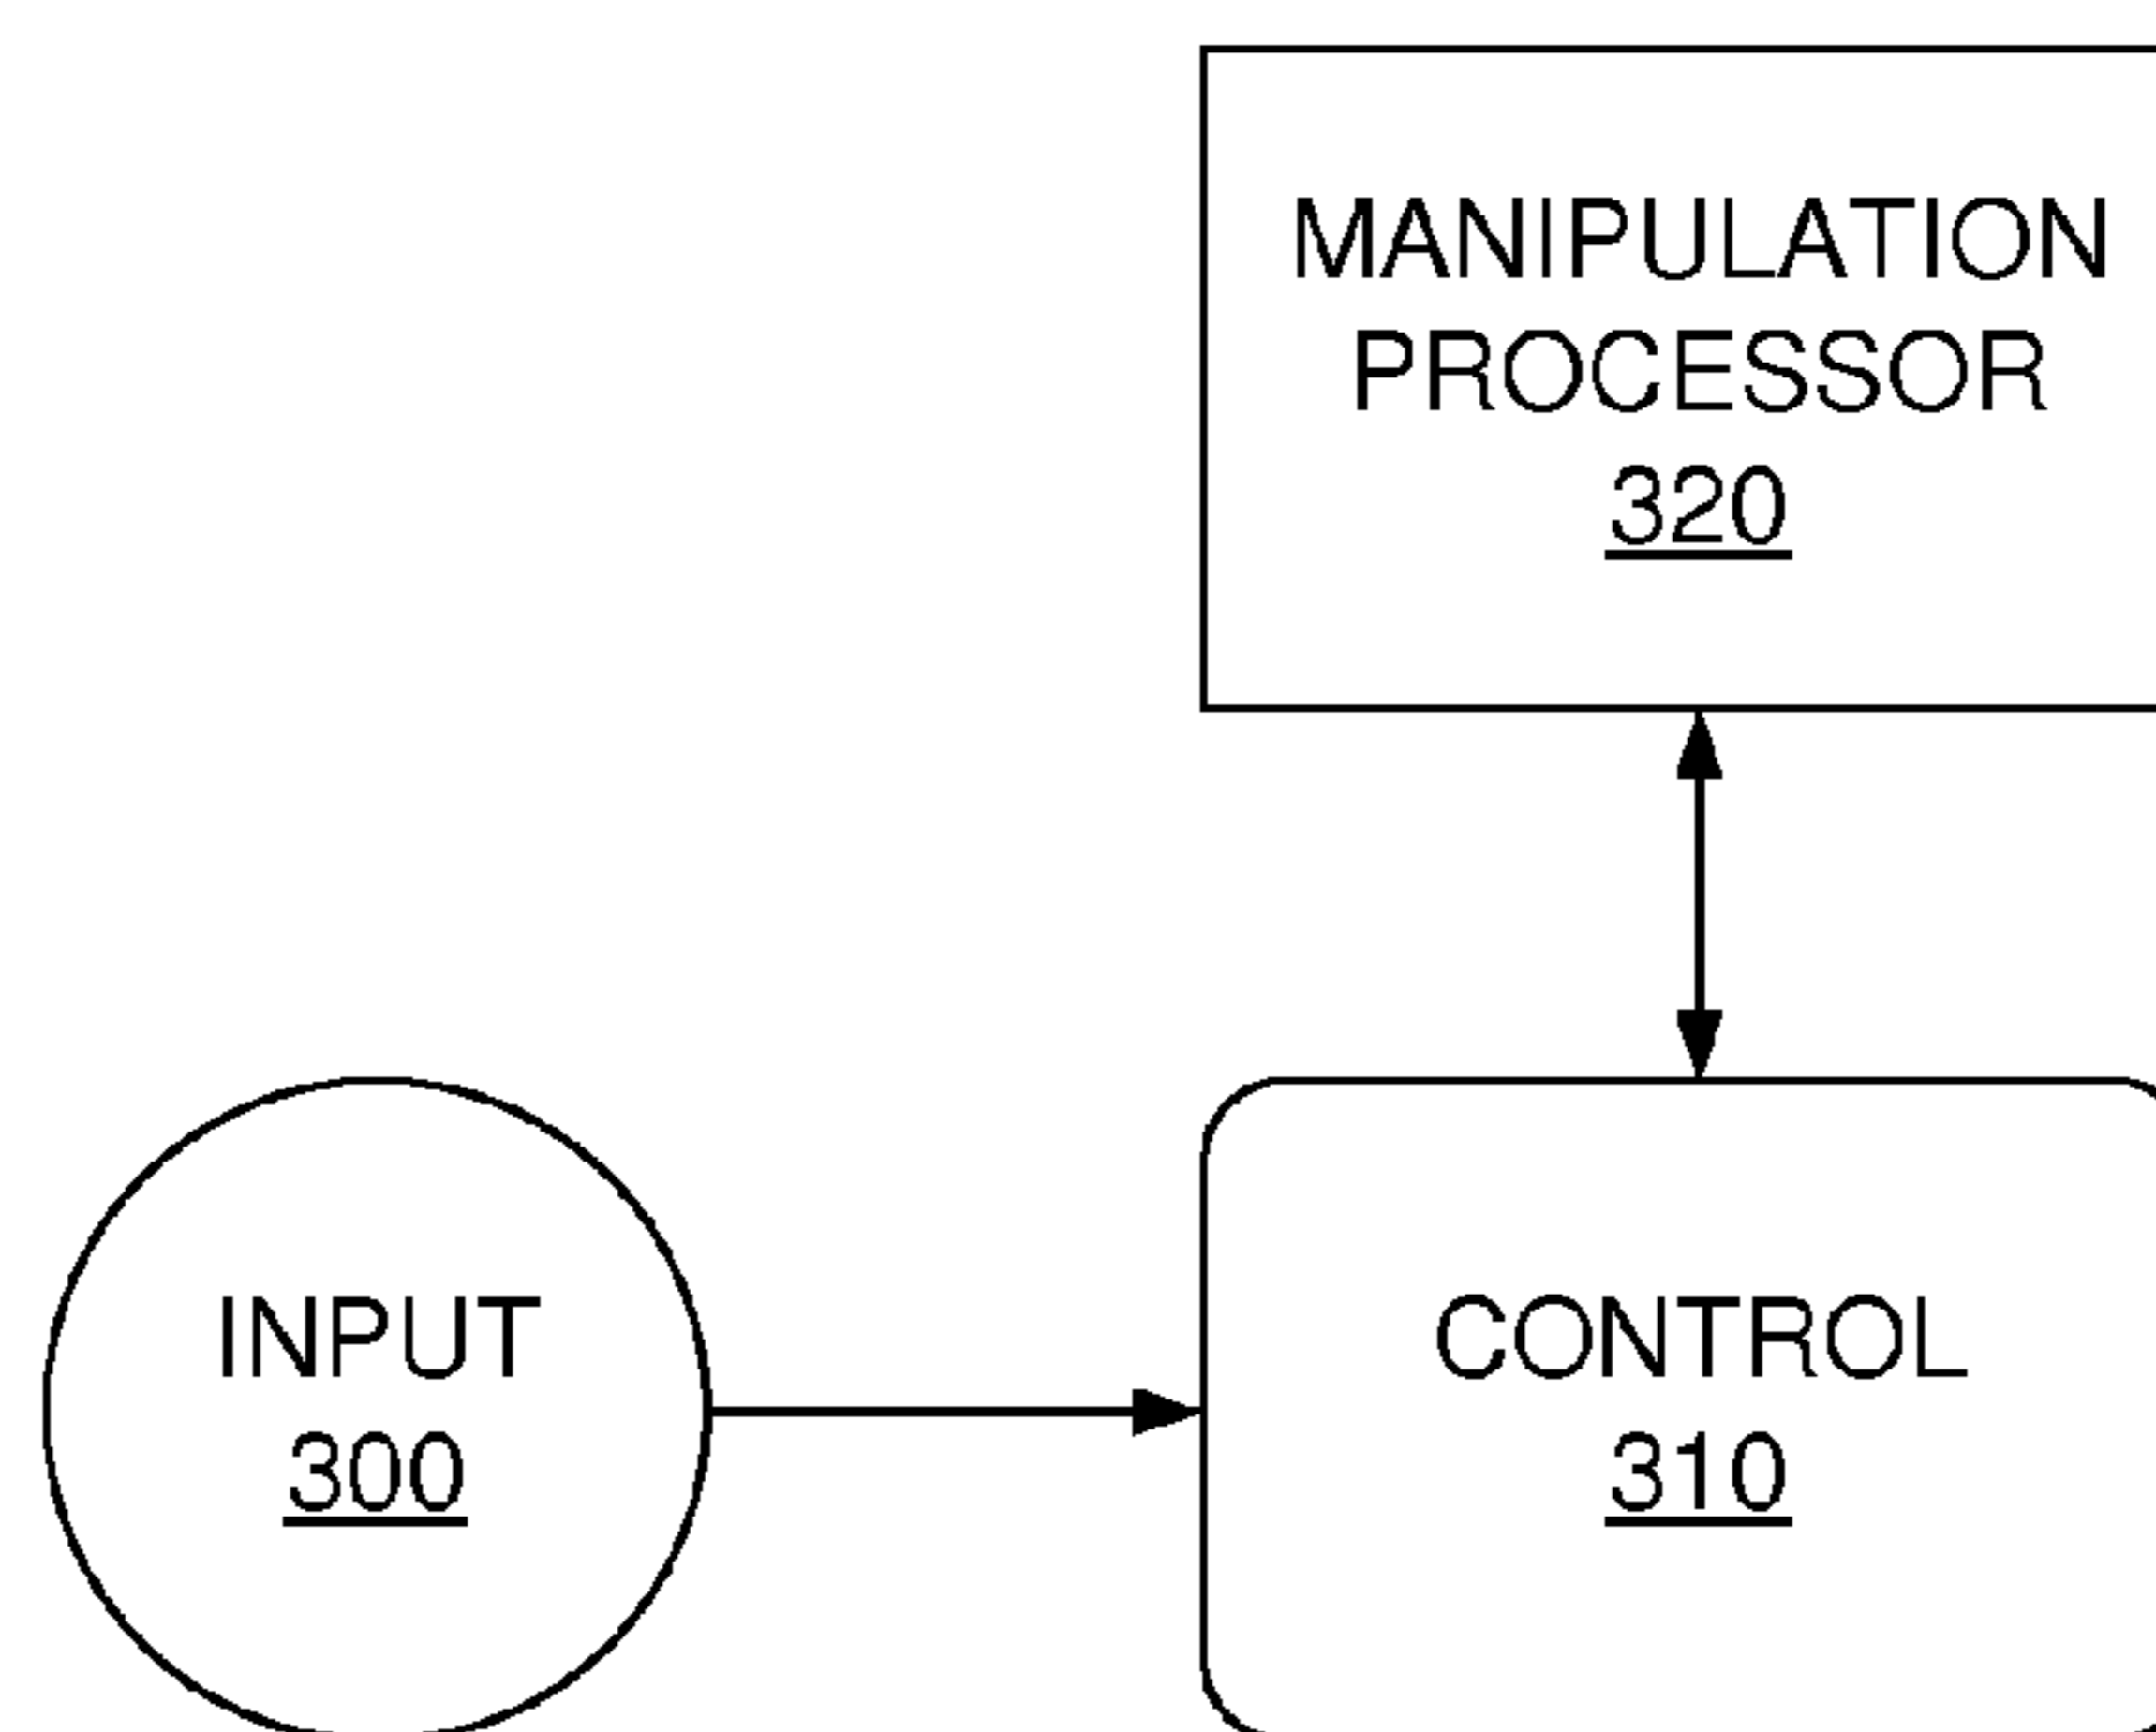 MANIPULATION
PROCESSOR
320
INPUT
300
CONTROL
310